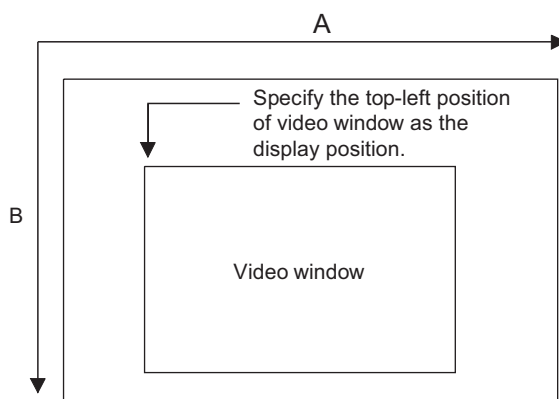 A
Specify the top-left position
of video window as the
display position.
B
Video window